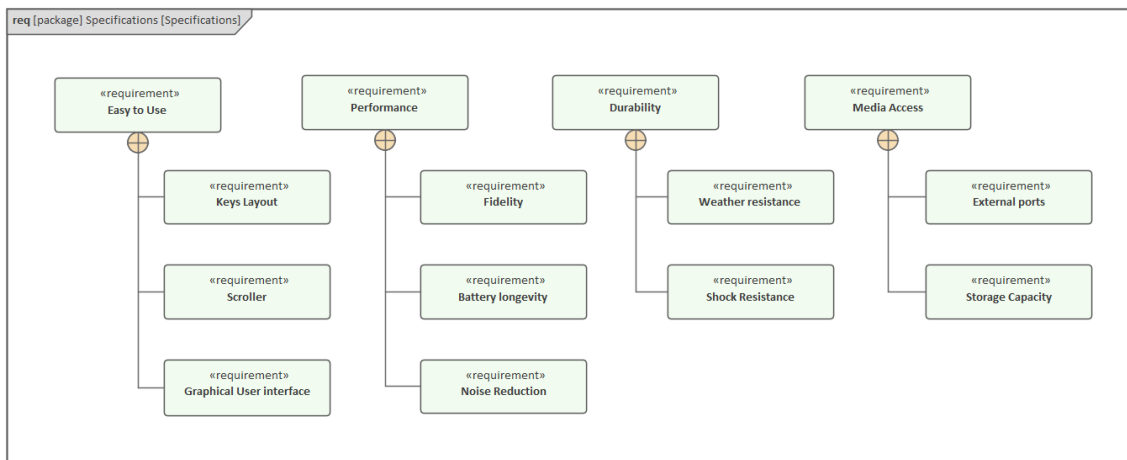 req [package] Specifications [Specifications]
«requirement»
Easy to Use
«requirement»
Performance
«requirement»
Durability
«requirement»
Media Access
«requirement»
Keys Layout
«requirement»
Fidelity
«requirement»
Weather resistance
«requirement»
External ports
«requirement»
Scroller
«requirement»
Battery longevity
«requirement»
Shock Resistance
«requirement»
Storage Capacity
«requirement»
Graphical User interface
«requirement»
Noise Reduction